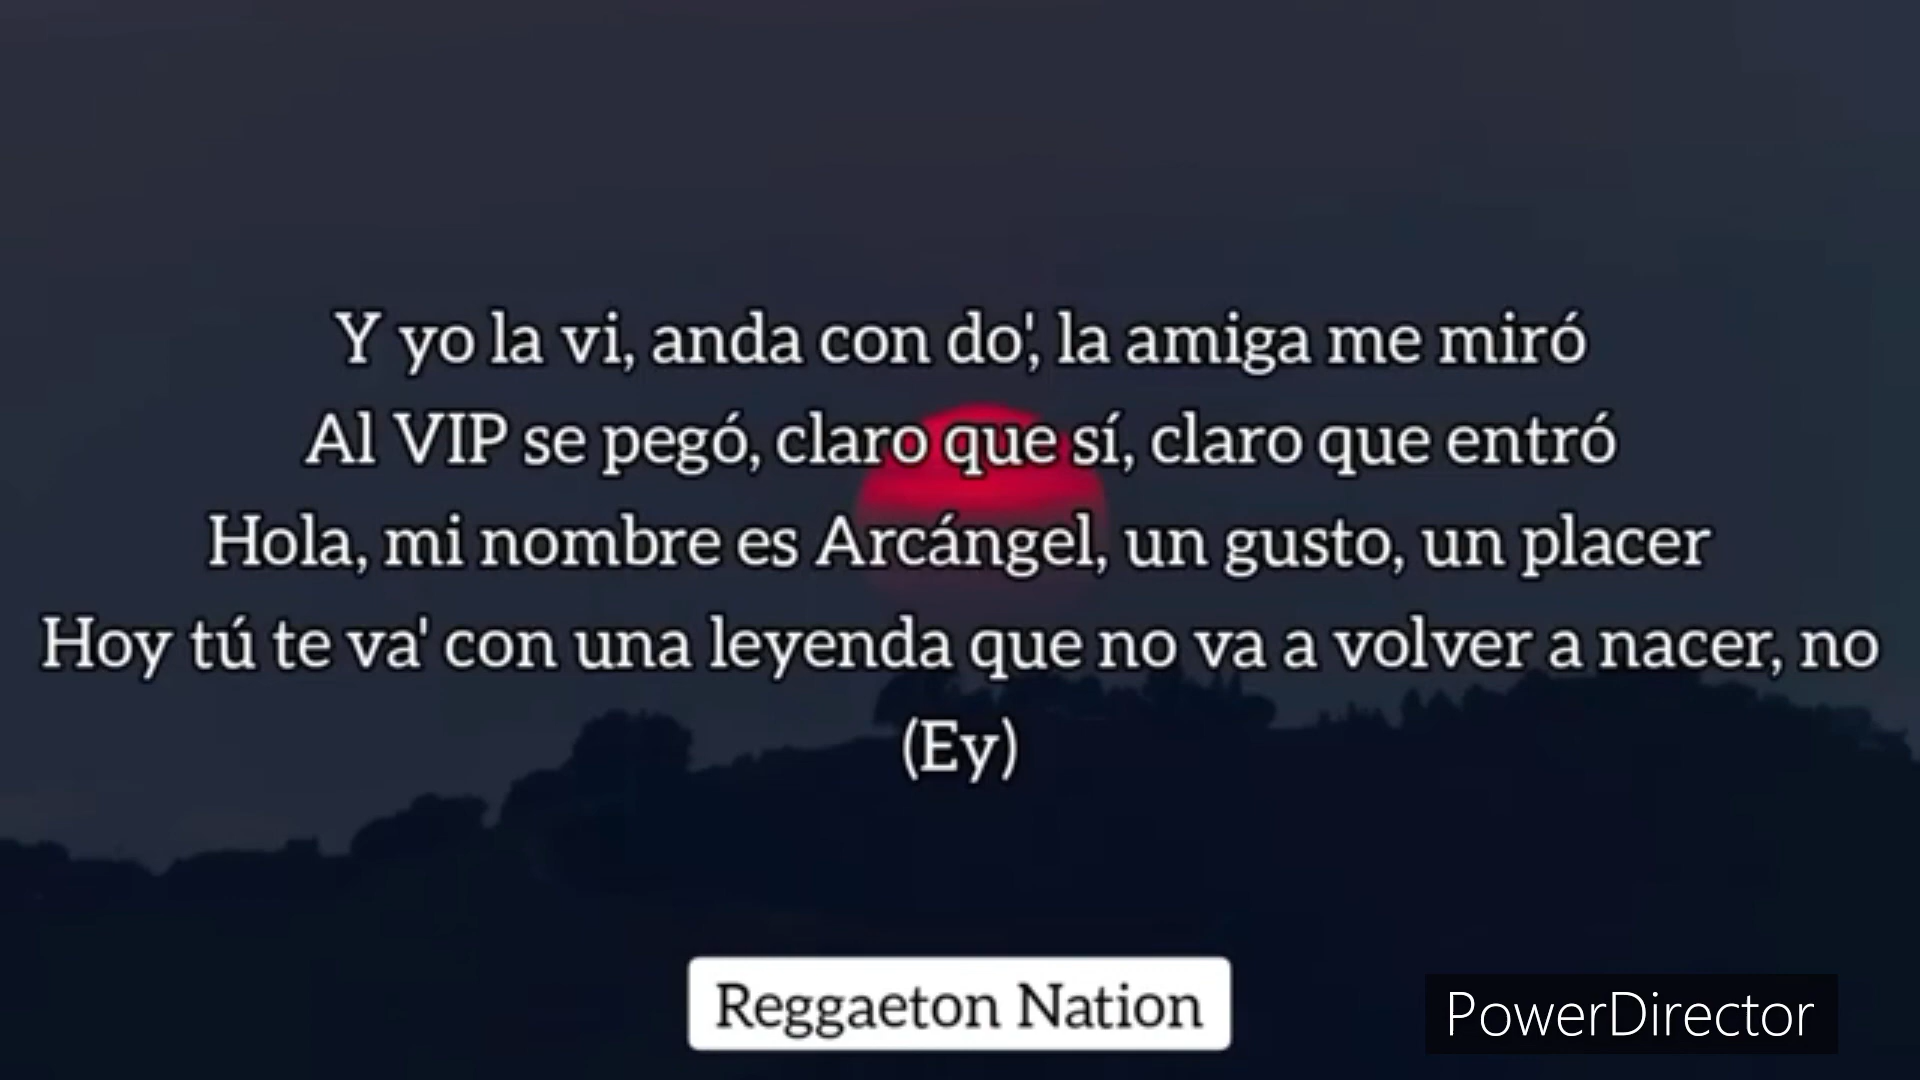 Y yo la vi, anda con do', la amiga me miró
Al VIP se pegó, claro que sí, claro que entró
Hola, mi nombre es Arcángel, un gusto, un placer
Hoy tú te va' con una leyenda que no va a volver a nacer, no
(Ey)
Reggaeton Nation
PowerDirector